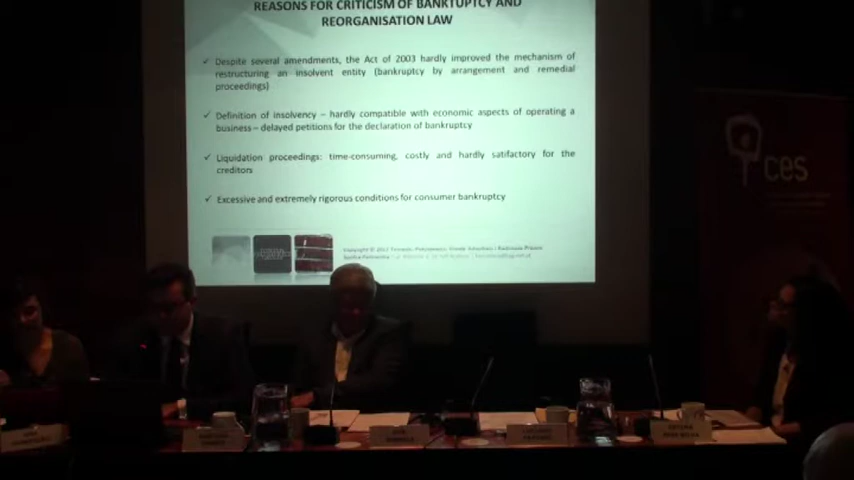 REASONS FOR CRITICISM OF BANKTUPTCY AND
REORGANISATION LAW
✓ Despite several amendments, the Act of 2003 hardly improved the mechanism of
restructuring an insolvent entity (bankruptcy by arrangement and remedial
proceedings)
✓ Definition of insolvency – hardly compatible with economic aspects of operating a
business – delayed petitions for the declaration of bankruptcy
✓ Liquidation proceedings: time-consuming, costly and hardly satisfactory for the
creditors
✓ Excessive and extremely rigorous conditions for consumer bankruptcy
Copyright ©
ces